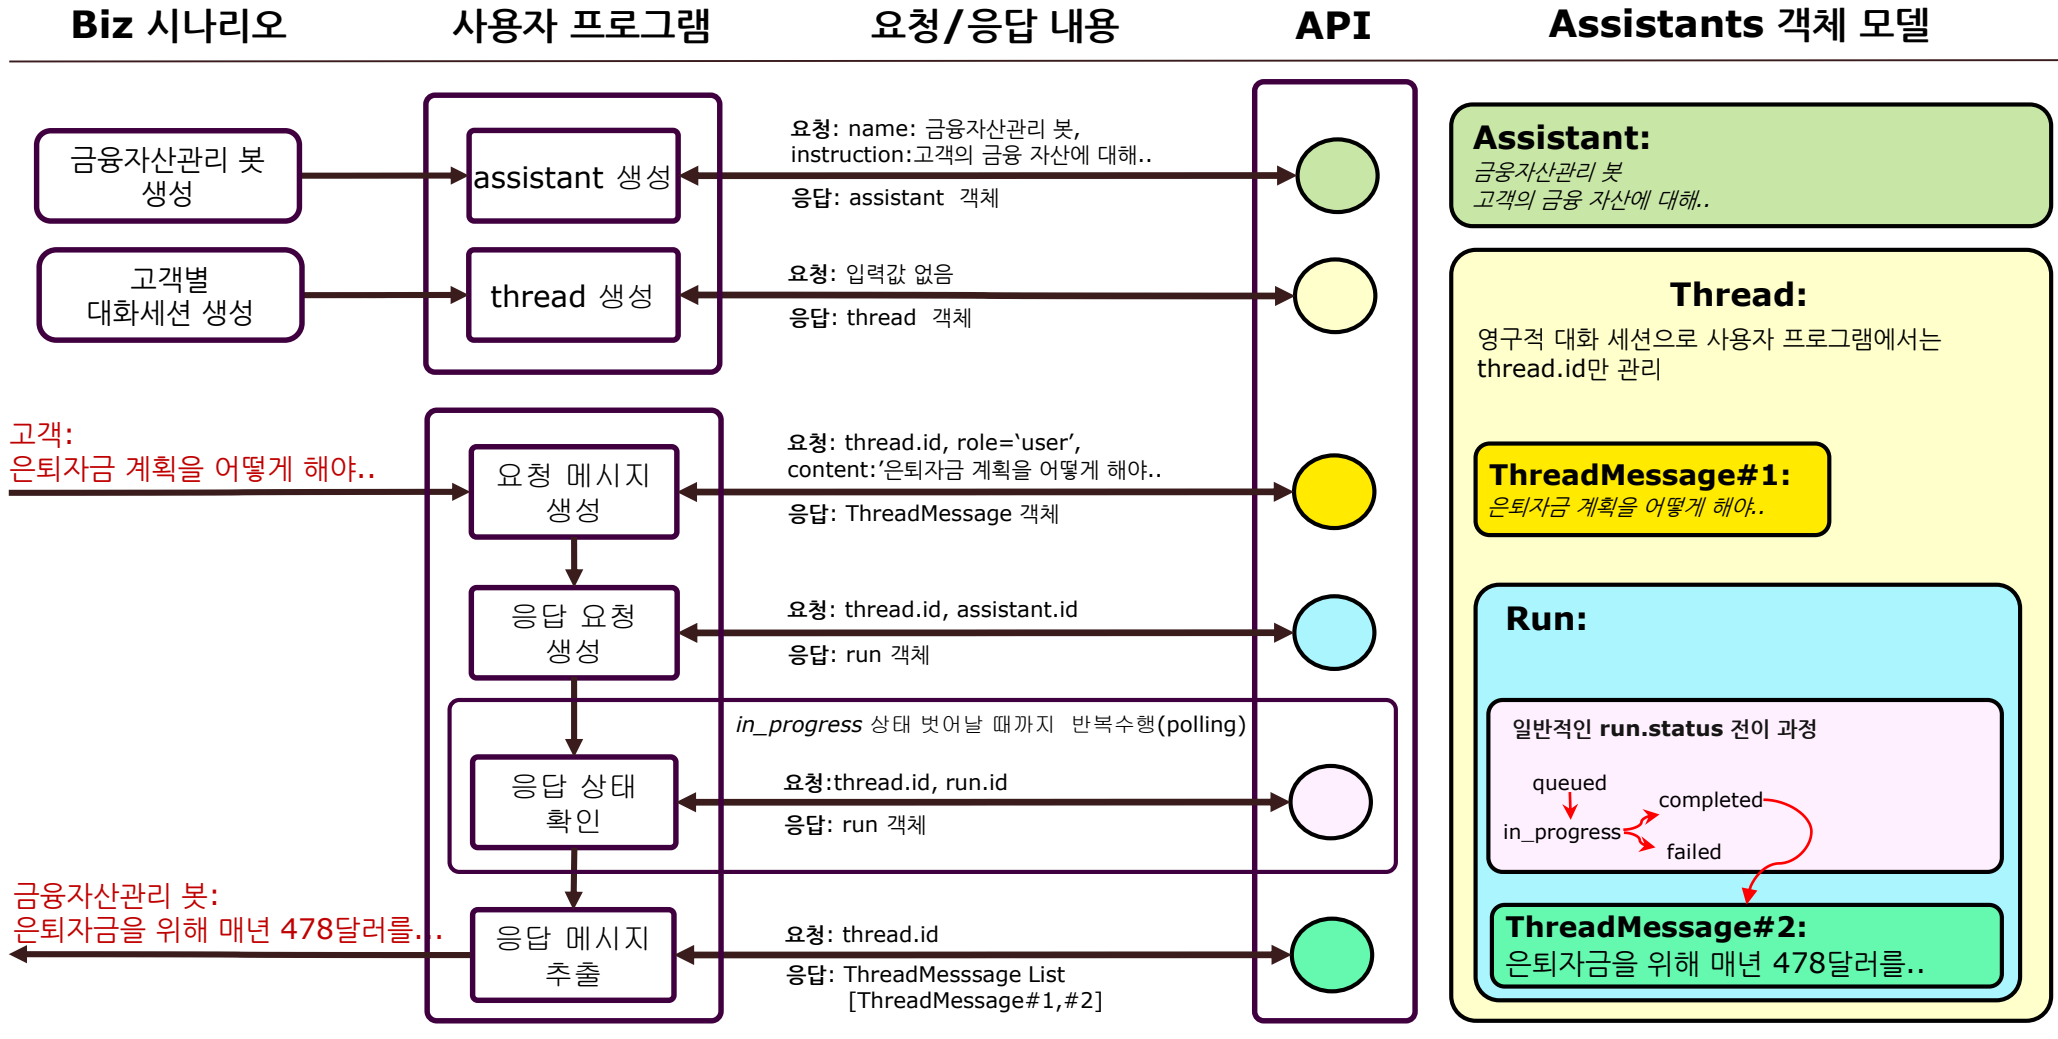 Biz 시나리오
사용자 프로그램
요청/응답 내용
API
Assistants 객체 모델
금융자산관리 봇
생성
assistant 생성
요청: name: 금융자산관리 봇,
instruction:고객의 금융 자산에 대해..
응답: assistant 객체
Assistant:
금융자산관리 봇
고객의 금융 자산에 대해..
고객별
대화세션 생성
thread 생성
요청: 입력값 없음
응답: thread 객체
Thread:
영구적 대화 세션으로 사용자 프로그램에서는
thread.id만 관리
고객:
은퇴자금 계획을 어떻게 해야..
요청 메시지
생성
요청: thread.id, role=‘user’,
content:’은퇴자금 계획을 어떻게 해야..
응답: ThreadMessage 객체
ThreadMessage#1:
은퇴자금 계획을 어떻게 해야..
응답 요청
생성
요청: thread.id, assistant.id
응답: run 객체
Run:
in_progress 상태 벗어날 때까지 반복수행(polling)
응답 상태
확인
요청:thread.id, run.id
응답: run 객체
일반적인 run.status 전이 과정
queued
completed
in_progress
failed
금융자산관리 봇:
은퇴자금을 위해 매년 478달러를...
응답 메시지
추출
요청: thread.id
응답: ThreadMesssage List
[ThreadMessage#1,#2]
ThreadMessage#2:
은퇴자금을 위해 매년 478달러를..